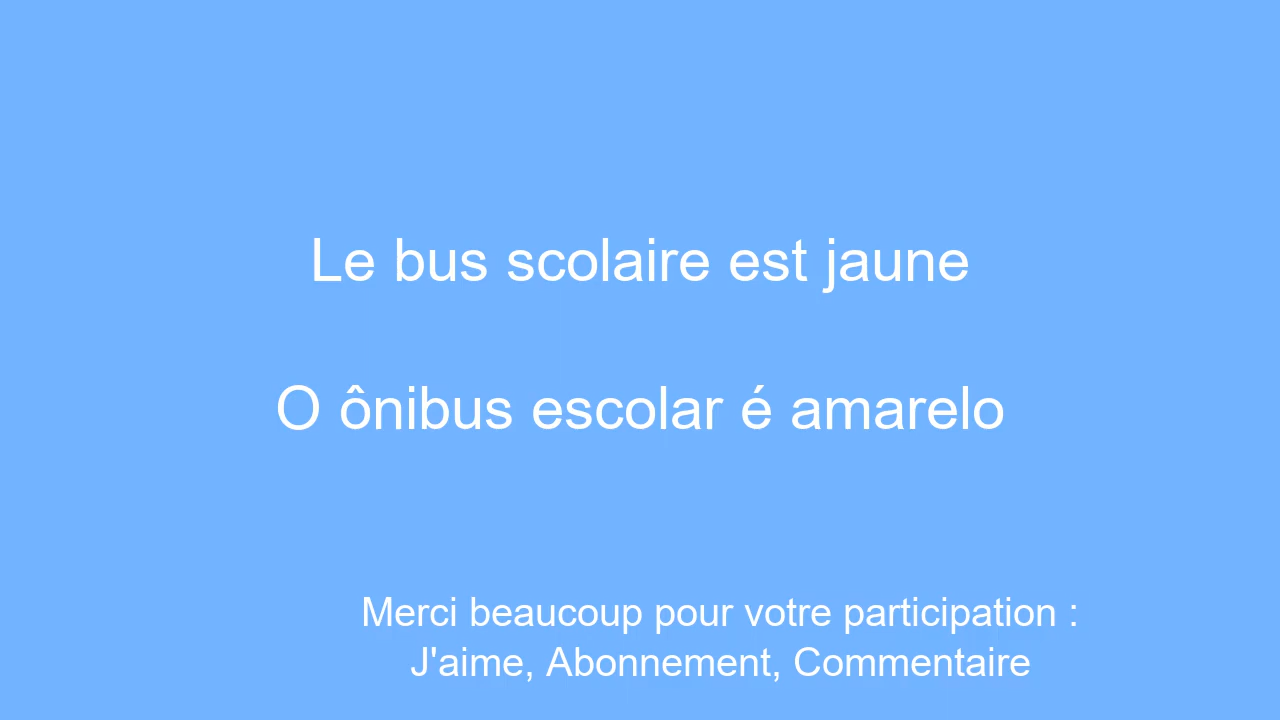 Le bus scolaire est jaune
O ônibus escolar é amarelo
Merci beaucoup pour votre participation :
J'aime, Abonnement, Commentaire